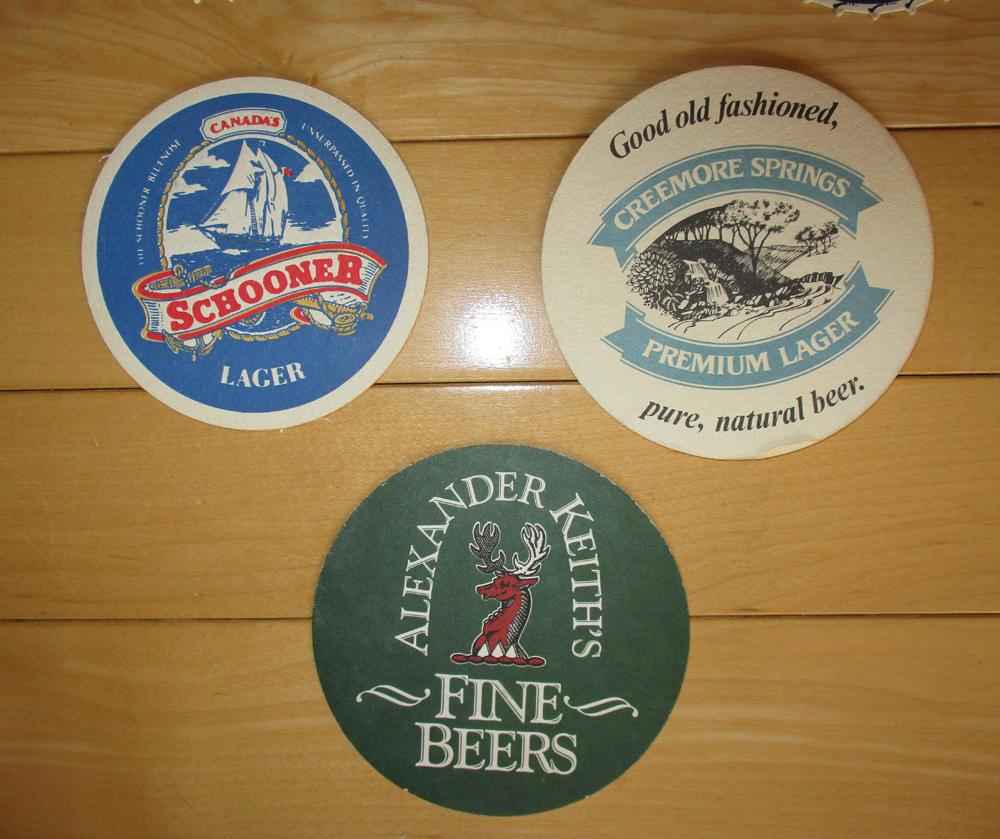 CANADA'S
THE SCHOONER BLUENOSE
UNSURPASSED IN QUALITY
SCHOONER
LAGER
Good old fashioned,
CREEMORE SPRINGS
PREMIUM LAGER
pure, natural beer.
ALEXANDER KEITH'S
FINE
BEERS